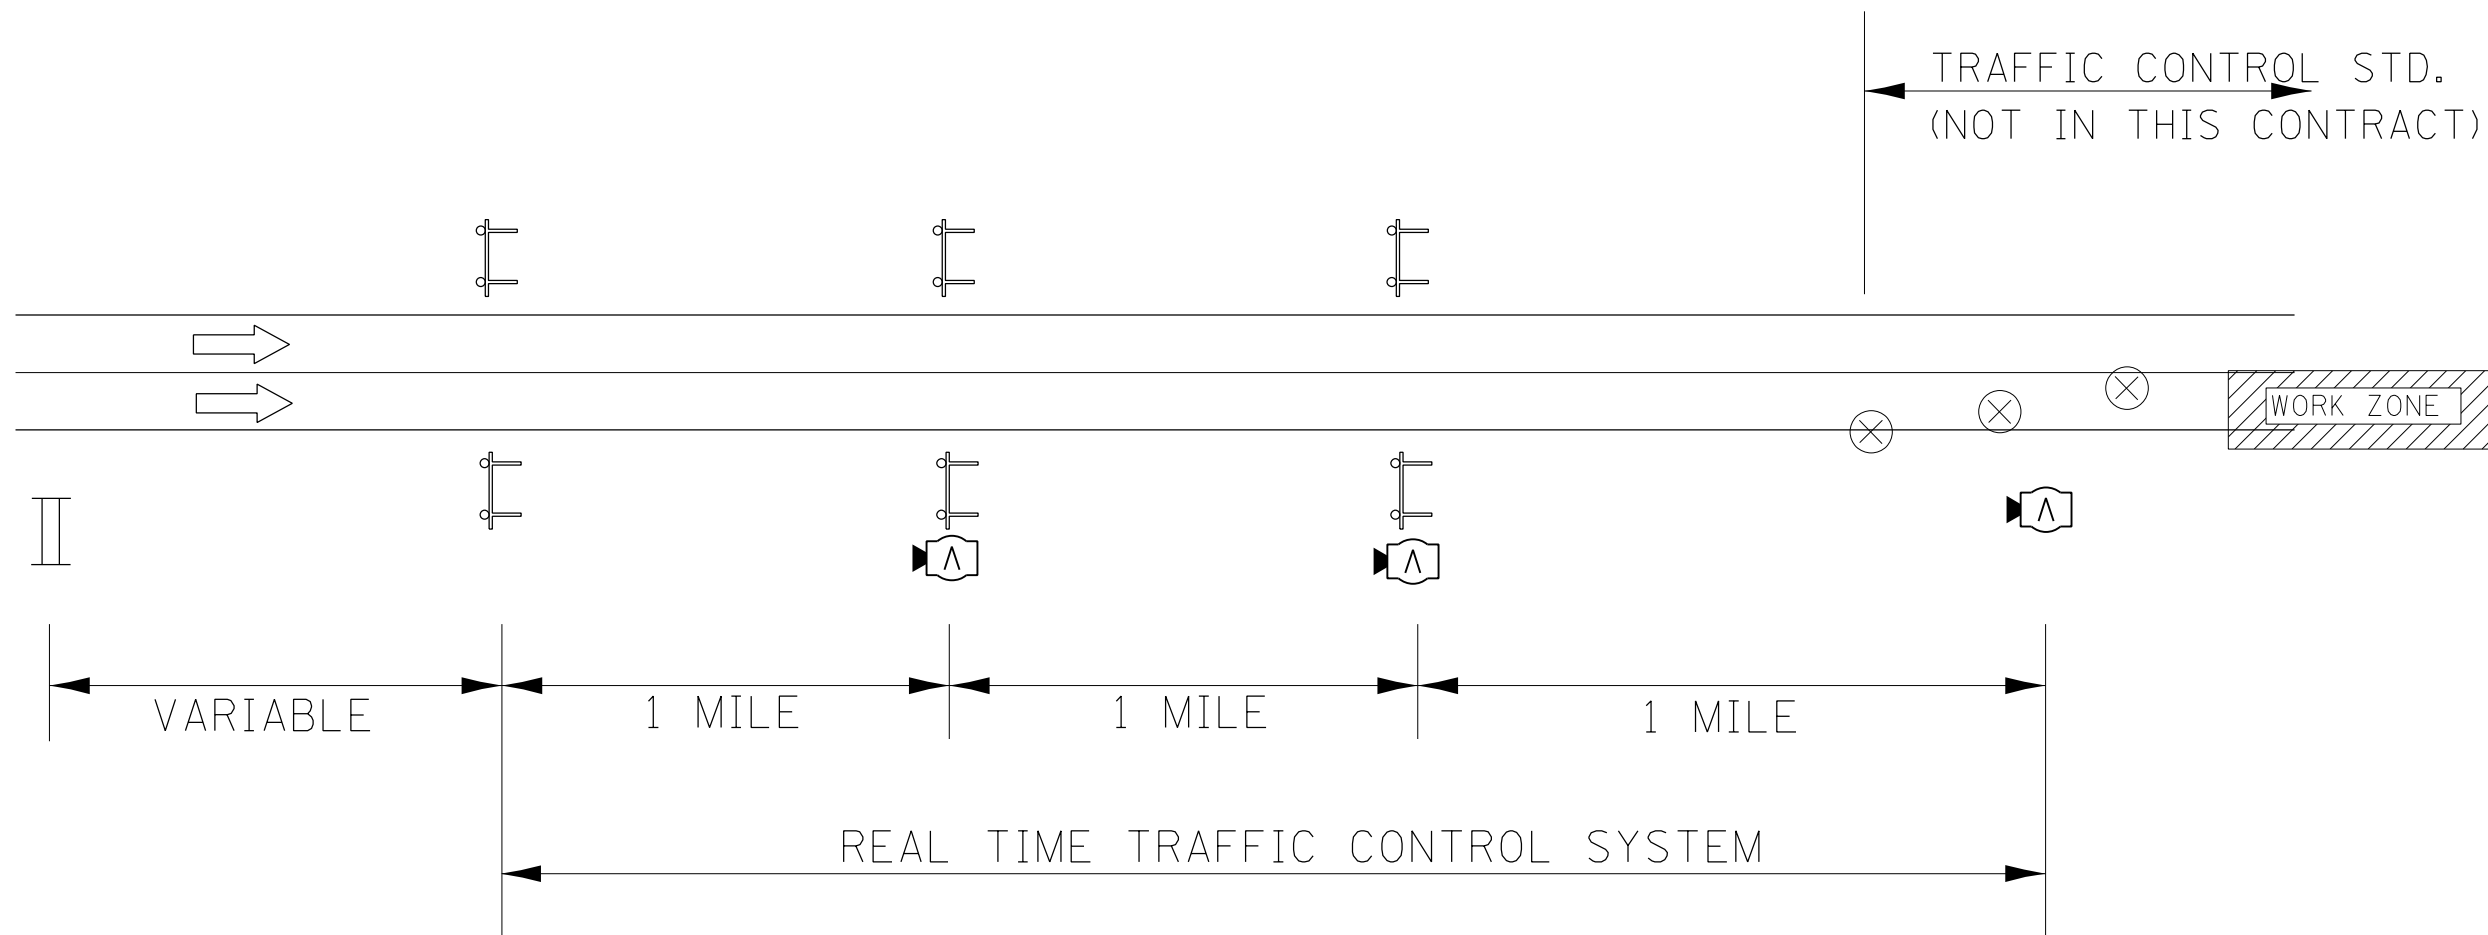 TRAFFIC CONTROL STD.
(NOT IN THIS CONTRACT)
WORK ZONE
VARIABLE
1 MILE
1 MILE
1 MILE
REAL TIME TRAFFIC CONTROL SYSTEM